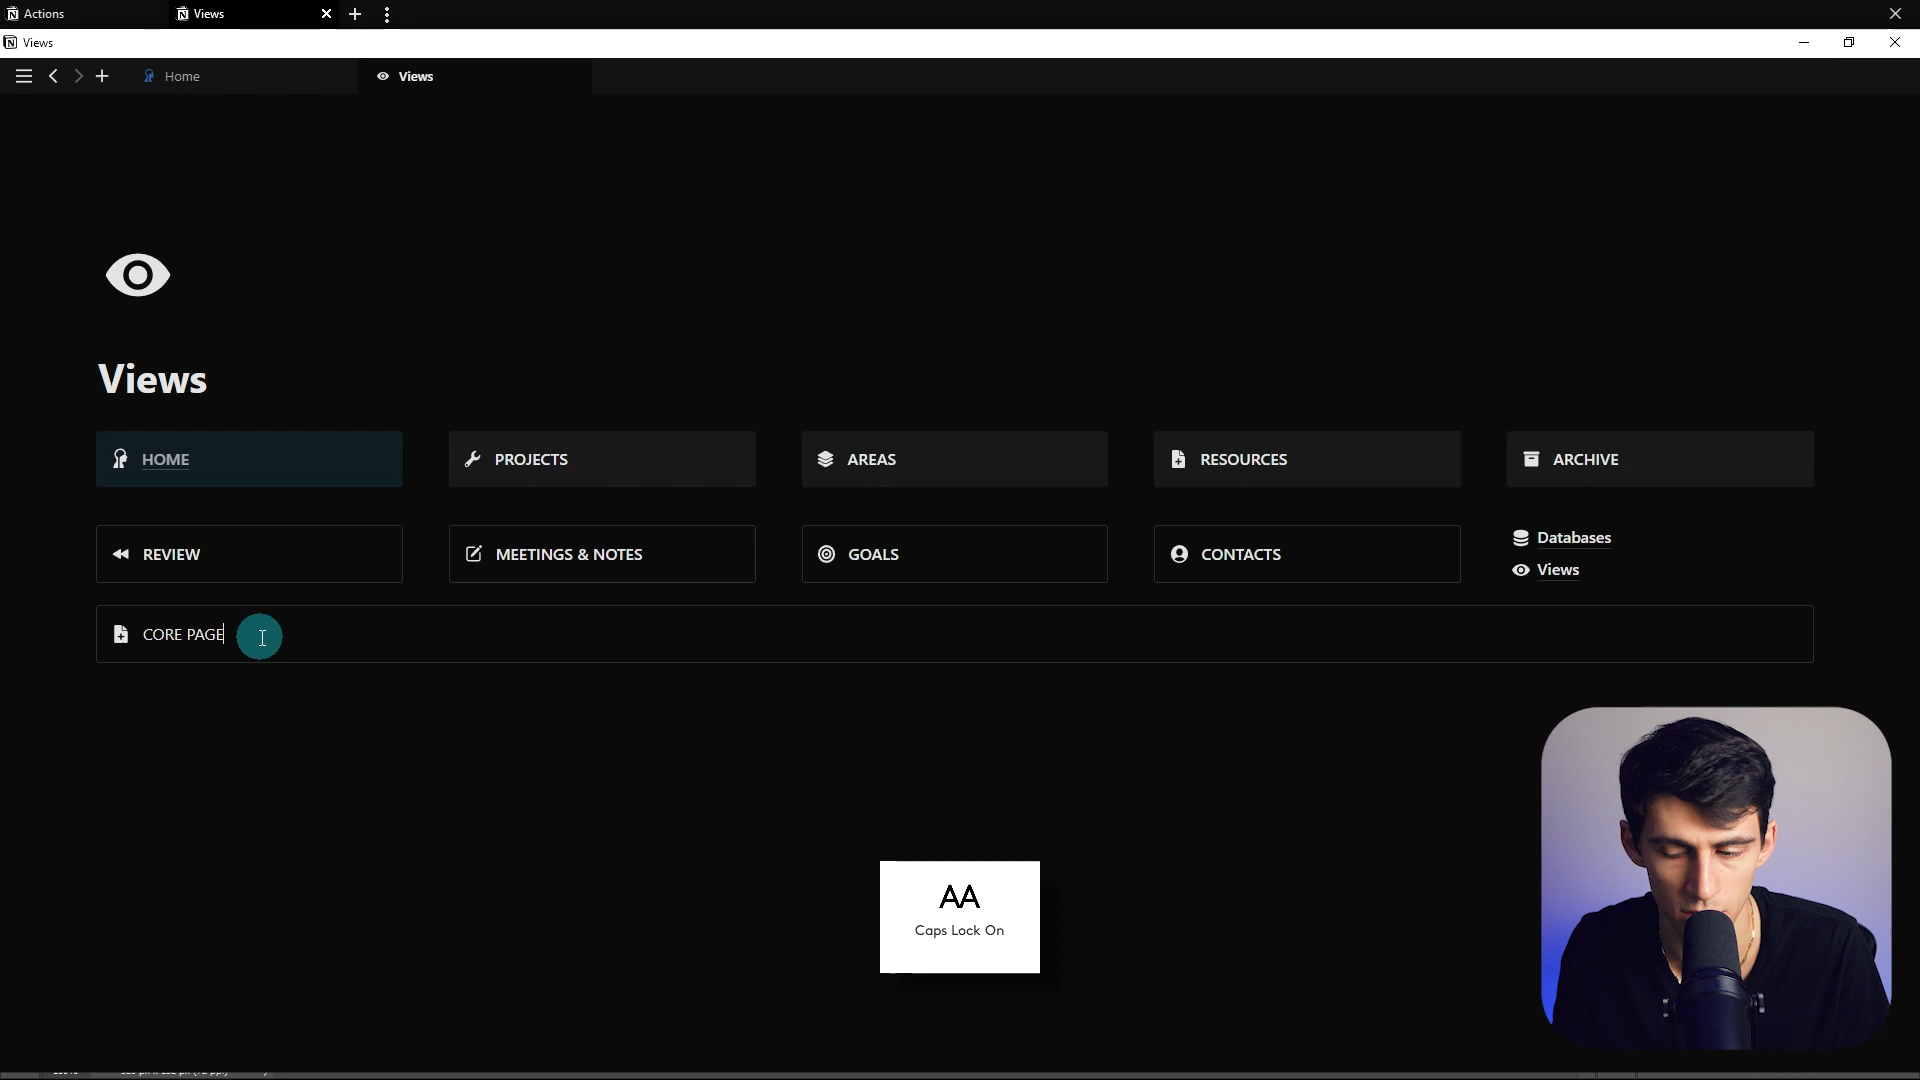 Actions
Views
Views
Home
Views
Views
HOME
PROJECTS
AREAS
RESOURCES
ARCHIVE
REVIEW
MEETINGS & NOTES
GOALS
CONTACTS
Databases
Views
CORE PAGE
AA
Caps Lock On